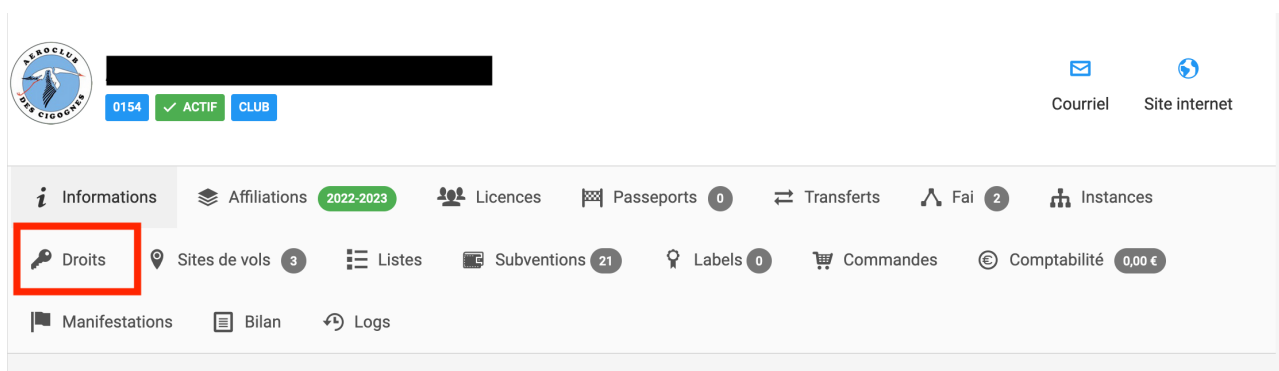 AEROCLUB
DES CIGOGNES
0154 ACTIF CLUB
Courriel Site internet
Informations Affiliations 2022-2023 Licences Passeports 0 Transferts Fai 2 Instances
Droits Sites de vols 3 Listes Subventions 21 Labels 0 Commandes Comptabilité 0,00 €
Manifestations Bilan Logs